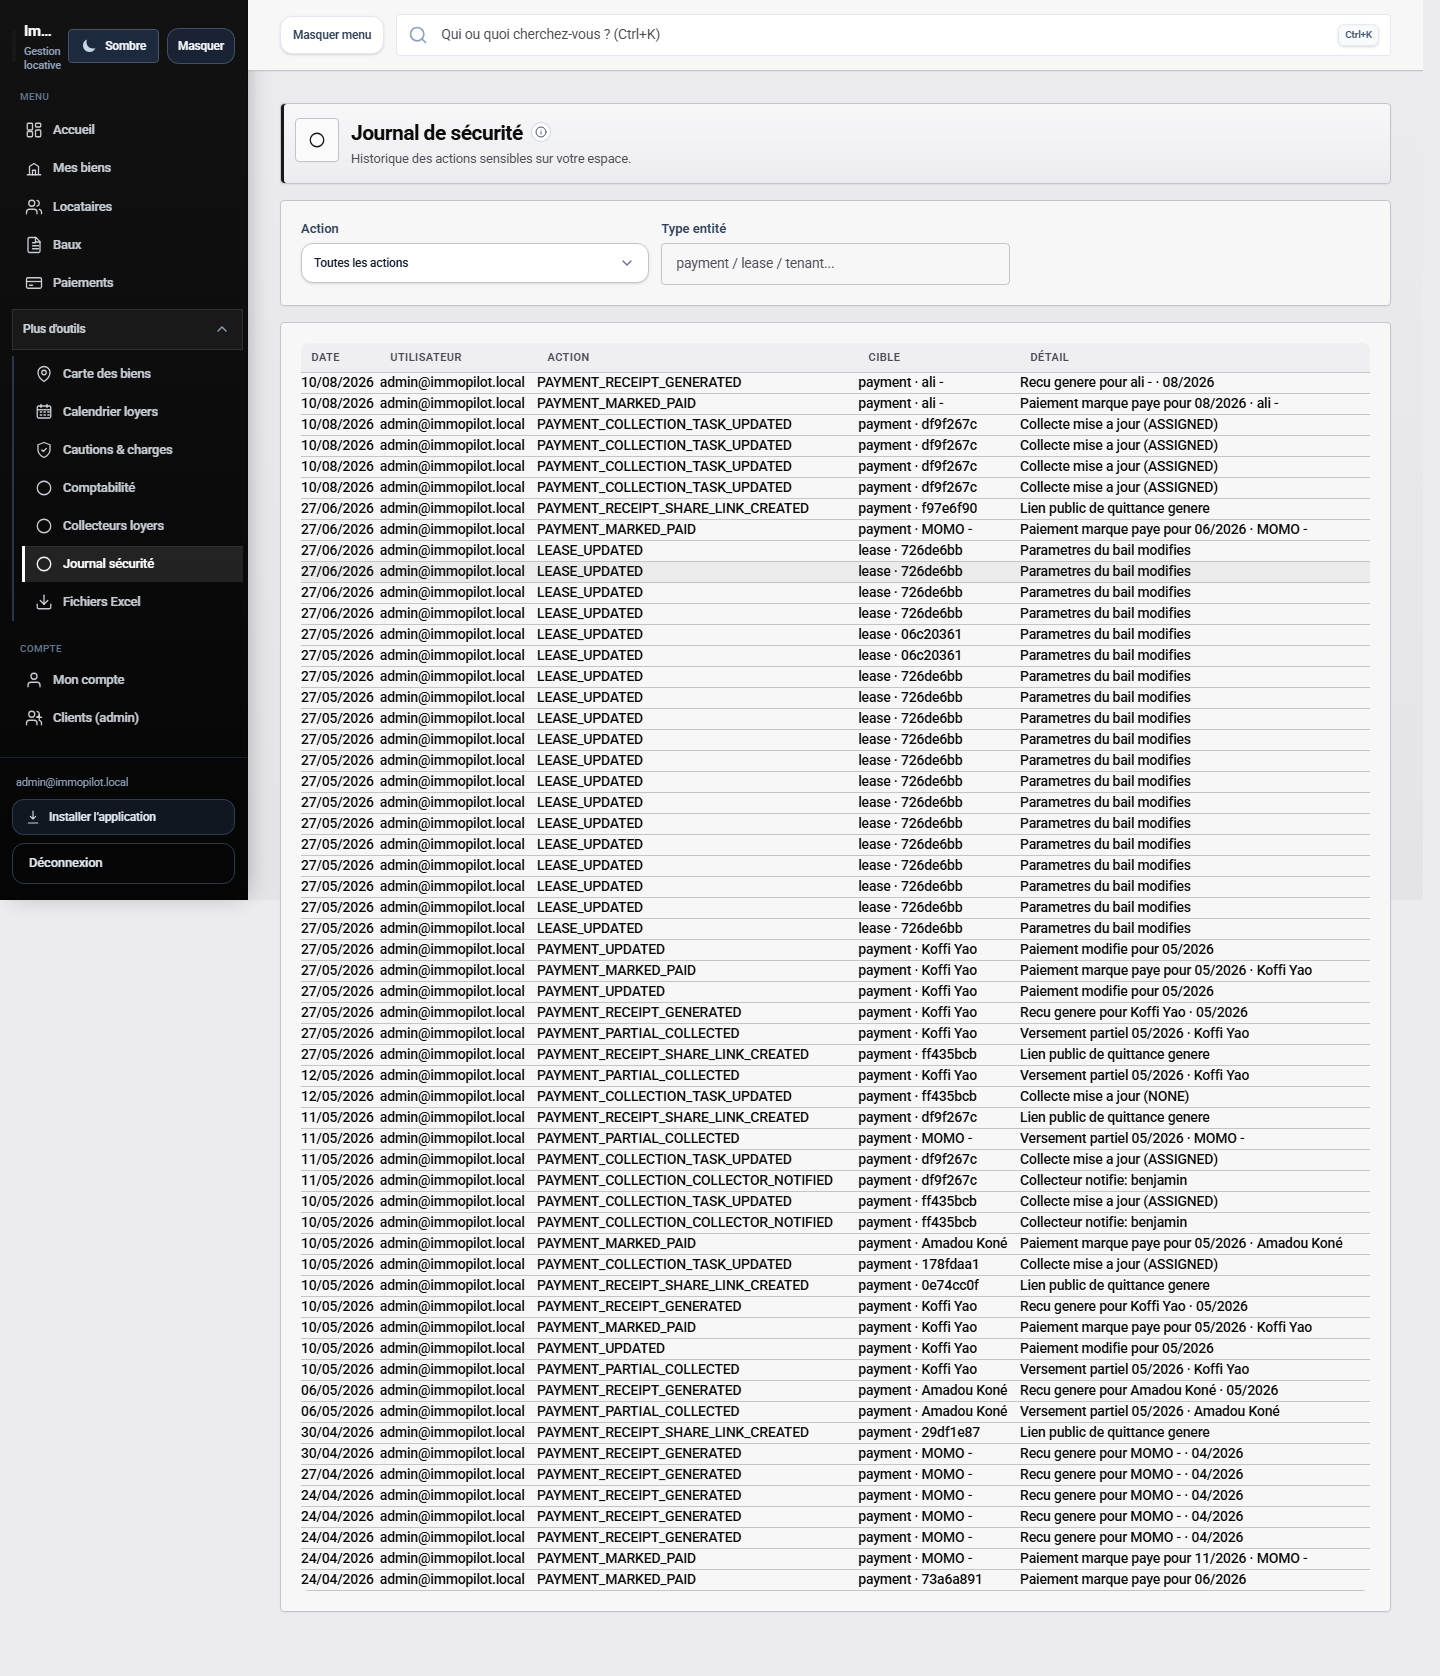 Im...
Gestion
locative
Sombre
Masquer
MENU
Accueil
Mes biens
Locataires
Baux
Paiements
Plus d'outils
Carte des biens
Calendrier loyers
Cautions & charges
Comptabilité
Collecteurs loyers
Journal sécurité
Fichiers Excel
COMPTE
Mon compte
Clients (admin)
admin@immopilot.local
Installer l'application
Déconnexion
Masquer menu
Qui ou quoi cherchez-vous ? (Ctrl+K)
Ctrl+K
Journal de sécurité
Historique des actions sensibles sur votre espace.
Action
Type entité
Toutes les actions
payment / lease / tenant...
DATE UTILISATEUR ACTION CIBLE DÉTAIL
10/08/2026 admin@immopilot.local PAYMENT_RECEIPT_GENERATED payment · ali - Recu genere pour ali - · 08/2026
10/08/2026 admin@immopilot.local PAYMENT_MARKED_PAID payment · ali - Paiement marque paye pour 08/2026 · ali -
10/08/2026 admin@immopilot.local PAYMENT_COLLECTION_TASK_UPDATED payment · df9f267c Collecte mise a jour (ASSIGNED)
10/08/2026 admin@immopilot.local PAYMENT_COLLECTION_TASK_UPDATED payment · df9f267c Collecte mise a jour (ASSIGNED)
10/08/2026 admin@immopilot.local PAYMENT_COLLECTION_TASK_UPDATED payment · df9f267c Collecte mise a jour (ASSIGNED)
10/08/2026 admin@immopilot.local PAYMENT_COLLECTION_TASK_UPDATED payment · df9f267c Collecte mise a jour (ASSIGNED)
27/06/2026 admin@immopilot.local PAYMENT_RECEIPT_SHARE_LINK_CREATED payment · f97e6f90 Lien public de quittance genere
27/06/2026 admin@immopilot.local PAYMENT_MARKED_PAID payment · MOMO - Paiement marque paye pour 06/2026 · MOMO -
27/06/2026 admin@immopilot.local LEASE_UPDATED lease · 726de6bb Parametres du bail modifies
27/06/2026 admin@immopilot.local LEASE_UPDATED lease · 726de6bb Parametres du bail modifies
27/06/2026 admin@immopilot.local LEASE_UPDATED lease · 726de6bb Parametres du bail modifies
27/06/2026 admin@immopilot.local LEASE_UPDATED lease · 726de6bb Parametres du bail modifies
27/05/2026 admin@immopilot.local LEASE_UPDATED lease · 06c20361 Parametres du bail modifies
27/05/2026 admin@immopilot.local LEASE_UPDATED lease · 06c20361 Parametres du bail modifies
27/05/2026 admin@immopilot.local LEASE_UPDATED lease · 726de6bb Parametres du bail modifies
27/05/2026 admin@immopilot.local LEASE_UPDATED lease · 726de6bb Parametres du bail modifies
27/05/2026 admin@immopilot.local LEASE_UPDATED lease · 726de6bb Parametres du bail modifies
27/05/2026 admin@immopilot.local LEASE_UPDATED lease · 726de6bb Parametres du bail modifies
27/05/2026 admin@immopilot.local LEASE_UPDATED lease · 726de6bb Parametres du bail modifies
27/05/2026 admin@immopilot.local LEASE_UPDATED lease · 726de6bb Parametres du bail modifies
27/05/2026 admin@immopilot.local LEASE_UPDATED lease · 726de6bb Parametres du bail modifies
27/05/2026 admin@immopilot.local LEASE_UPDATED lease · 726de6bb Parametres du bail modifies
27/05/2026 admin@immopilot.local LEASE_UPDATED lease · 726de6bb Parametres du bail modifies
27/05/2026 admin@immopilot.local LEASE_UPDATED lease · 726de6bb Parametres du bail modifies
27/05/2026 admin@immopilot.local LEASE_UPDATED lease · 726de6bb Parametres du bail modifies
27/05/2026 admin@immopilot.local LEASE_UPDATED lease · 726de6bb Parametres du bail modifies
27/05/2026 admin@immopilot.local LEASE_UPDATED lease · 726de6bb Parametres du bail modifies
27/05/2026 admin@immopilot.local PAYMENT_UPDATED payment · Koffi Yao Paiement modifie pour 05/2026
27/05/2026 admin@immopilot.local PAYMENT_MARKED_PAID payment · Koffi Yao Paiement marque paye pour 05/2026 · Koffi Yao
27/05/2026 admin@immopilot.local PAYMENT_UPDATED payment · Koffi Yao Paiement modifie pour 05/2026
27/05/2026 admin@immopilot.local PAYMENT_RECEIPT_GENERATED payment · Koffi Yao Recu genere pour Koffi Yao · 05/2026
27/05/2026 admin@immopilot.local PAYMENT_PARTIAL_COLLECTED payment · Koffi Yao Versement partiel 05/2026 · Koffi Yao
27/05/2026 admin@immopilot.local PAYMENT_RECEIPT_SHARE_LINK_CREATED payment · ff435bcb Lien public de quittance genere
12/05/2026 admin@immopilot.local PAYMENT_PARTIAL_COLLECTED payment · Koffi Yao Versement partiel 05/2026 · Koffi Yao
12/05/2026 admin@immopilot.local PAYMENT_COLLECTION_TASK_UPDATED payment · ff435bcb Collecte mise a jour (NONE)
11/05/2026 admin@immopilot.local PAYMENT_RECEIPT_SHARE_LINK_CREATED payment · df9f267c Lien public de quittance genere
11/05/2026 admin@immopilot.local PAYMENT_PARTIAL_COLLECTED payment · MOMO - Versement partiel 05/2026 · MOMO -
11/05/2026 admin@immopilot.local PAYMENT_COLLECTION_TASK_UPDATED payment · df9f267c Collecte mise a jour (ASSIGNED)
11/05/2026 admin@immopilot.local PAYMENT_COLLECTION_COLLECTOR_NOTIFIED payment · df9f267c Collecteur notifie: benjamin
10/05/2026 admin@immopilot.local PAYMENT_COLLECTION_TASK_UPDATED payment · ff435bcb Collecte mise a jour (ASSIGNED)
10/05/2026 admin@immopilot.local PAYMENT_COLLECTION_COLLECTOR_NOTIFIED payment · ff435bcb Collecteur notifie: benjamin
10/05/2026 admin@immopilot.local PAYMENT_MARKED_PAID payment · Amadou Koné Paiement marque paye pour 05/2026 · Amadou Koné
10/05/2026 admin@immopilot.local PAYMENT_COLLECTION_TASK_UPDATED payment · 178fdaa1 Collecte mise a jour (ASSIGNED)
10/05/2026 admin@immopilot.local PAYMENT_RECEIPT_SHARE_LINK_CREATED payment · 0e74cc0f Lien public de quittance genere
10/05/2026 admin@immopilot.local PAYMENT_RECEIPT_GENERATED payment · Koffi Yao Recu genere pour Koffi Yao · 05/2026
10/05/2026 admin@immopilot.local PAYMENT_MARKED_PAID payment · Koffi Yao Paiement marque paye pour 05/2026 · Koffi Yao
10/05/2026 admin@immopilot.local PAYMENT_UPDATED payment · Koffi Yao Paiement modifie pour 05/2026
10/05/2026 admin@immopilot.local PAYMENT_PARTIAL_COLLECTED payment · Koffi Yao Versement partiel 05/2026 · Koffi Yao
06/05/2026 admin@immopilot.local PAYMENT_RECEIPT_GENERATED payment · Amadou Koné Recu genere pour Amadou Koné · 05/2026
06/05/2026 admin@immopilot.local PAYMENT_PARTIAL_COLLECTED payment · Amadou Koné Versement partiel 05/2026 · Amadou Koné
30/04/2026 admin@immopilot.local PAYMENT_RECEIPT_SHARE_LINK_CREATED payment · 29df1e87 Lien public de quittance genere
30/04/2026 admin@immopilot.local PAYMENT_RECEIPT_GENERATED payment · MOMO - Recu genere pour MOMO - · 04/2026
27/04/2026 admin@immopilot.local PAYMENT_RECEIPT_GENERATED payment · MOMO - Recu genere pour MOMO - · 04/2026
24/04/2026 admin@immopilot.local PAYMENT_RECEIPT_GENERATED payment · MOMO - Recu genere pour MOMO - · 04/2026
24/04/2026 admin@immopilot.local PAYMENT_RECEIPT_GENERATED payment · MOMO - Recu genere pour MOMO - · 04/2026
24/04/2026 admin@immopilot.local PAYMENT_RECEIPT_GENERATED payment · MOMO - Recu genere pour MOMO - · 04/2026
24/04/2026 admin@immopilot.local PAYMENT_MARKED_PAID payment · MOMO - Paiement marque paye pour 11/2026 · MOMO -
24/04/2026 admin@immopilot.local PAYMENT_MARKED_PAID payment · 73a6a891 Paiement marque paye pour 06/2026